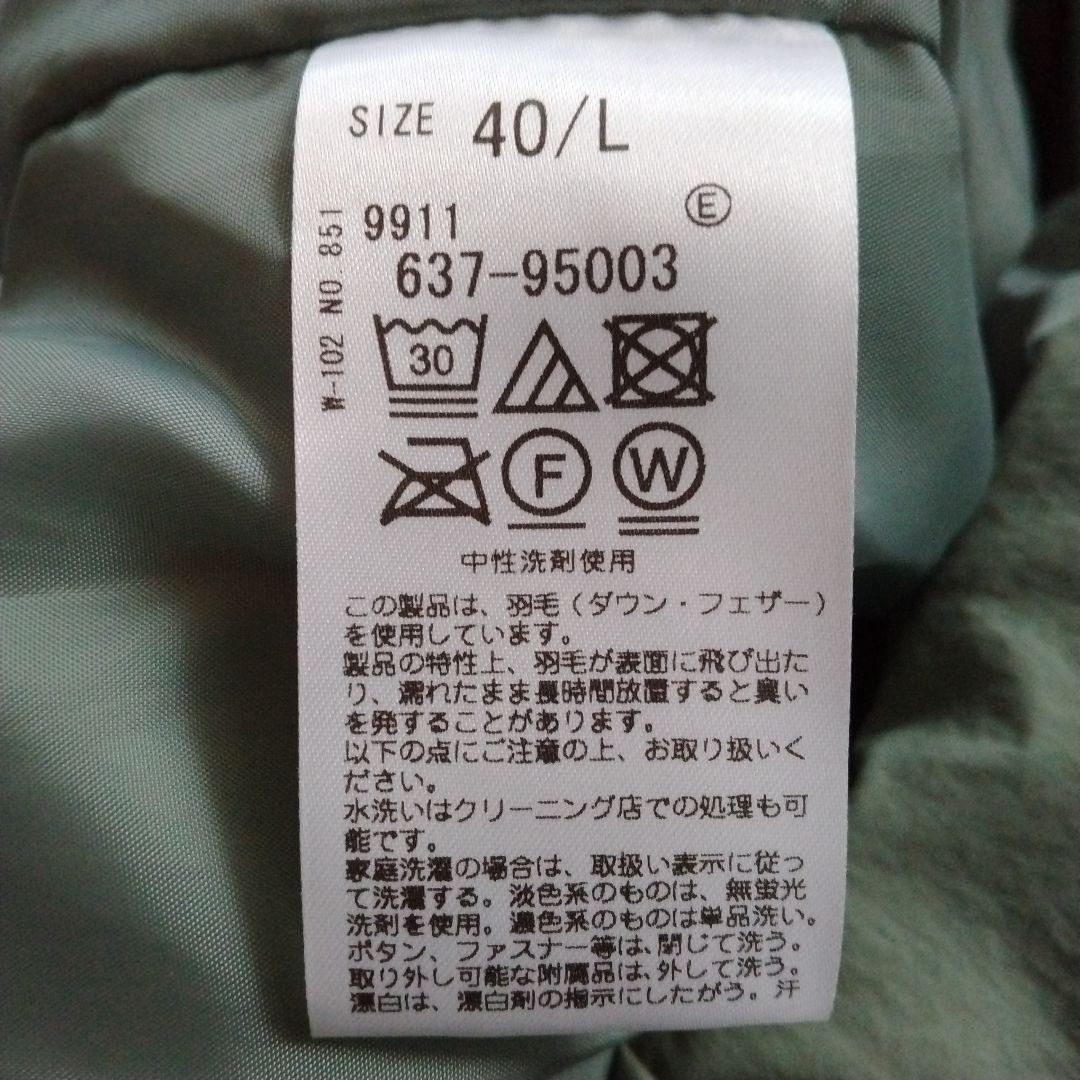 SIZE 40/L
E
9911
637-95003
W-102 NO.851
30
F
W
中性洗剤使用
この製品は、羽毛(ダウン・フェザー)
を使用しています。
製品の特性上、羽毛が表面に飛び出た
り、濡れたまま長時間放置すると臭い
を発することがあります。
以下の点にご注意の上、お取り扱いく
ださい。
水洗いはクリーニング店での処理も可
能です。
家庭洗濯の場合は、取扱い表示に従っ
て洗濯する。淡色系のものは、無蛍光
洗剤を使用。濃色系のものは単品洗い。
ボタン、ファスナー等は、閉じて洗う。
取り外し可能な附属品は、外して洗う。
漂白は、漂白剤の指示にしたがう。汗